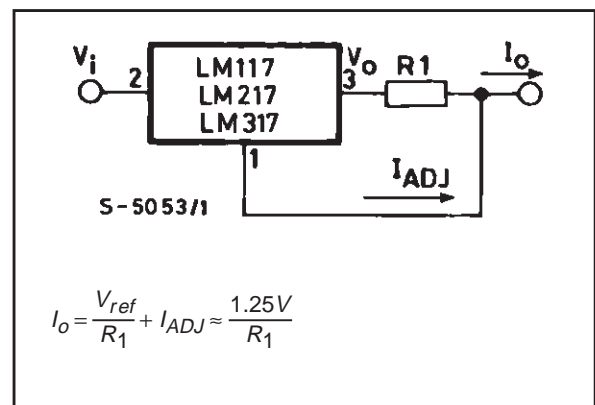 Vi
2
LM117
LM217
LM317
Vo
3
R1
Io
1
IADJ
S-5053/1
Io = Vref/R1 + IADJ ≈ 1.25V/R1